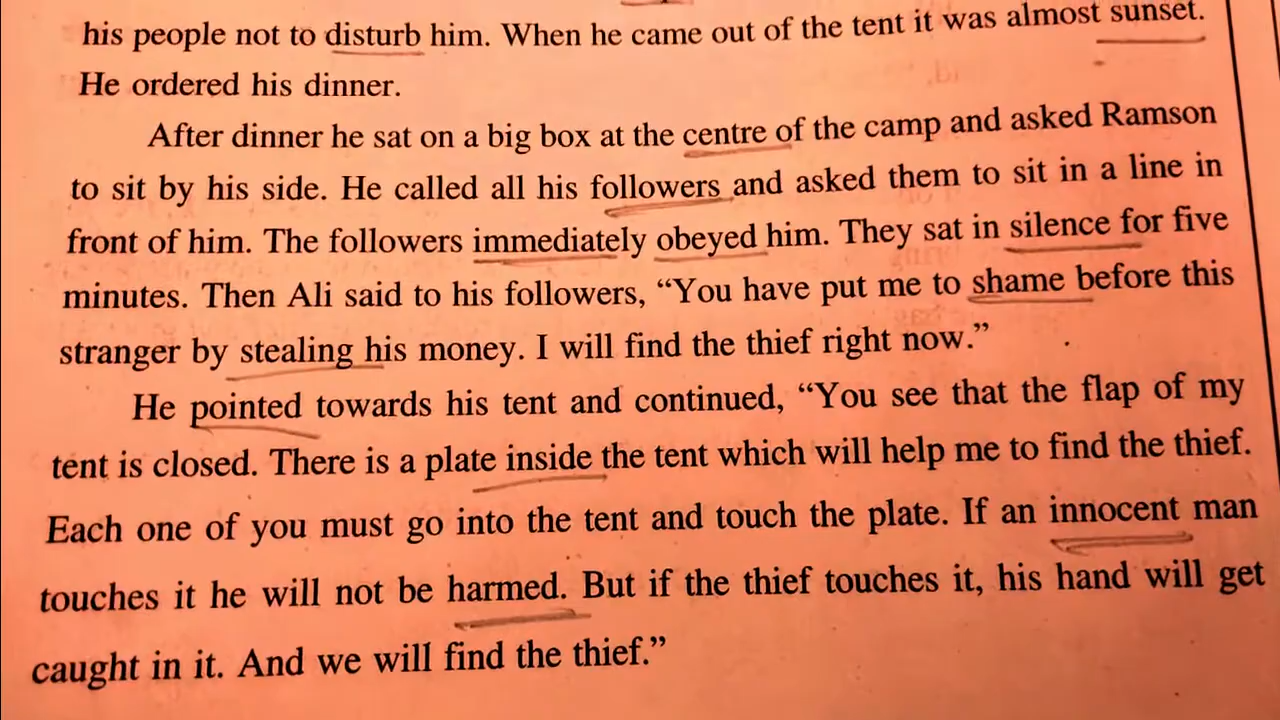 his people not to disturb him. When he came out of the tent it was almost sunset.
He ordered his dinner.
After dinner he sat on a big box at the centre of the camp and asked Ramson
to sit by his side. He called all his followers and asked them to sit in a line in
front of him. The followers immediately obeyed him. They sat in silence for five
minutes. Then Ali said to his followers, “You have put me to shame before this
stranger by stealing his money. I will find the thief right now.”
He pointed towards his tent and continued, “You see that the flap of my
tent is closed. There is a plate inside the tent which will help me to find the thief.
Each one of you must go into the tent and touch the plate. If an innocent man
touches it he will not be harmed. But if the thief touches it, his hand will get
caught in it. And we will find the thief.”